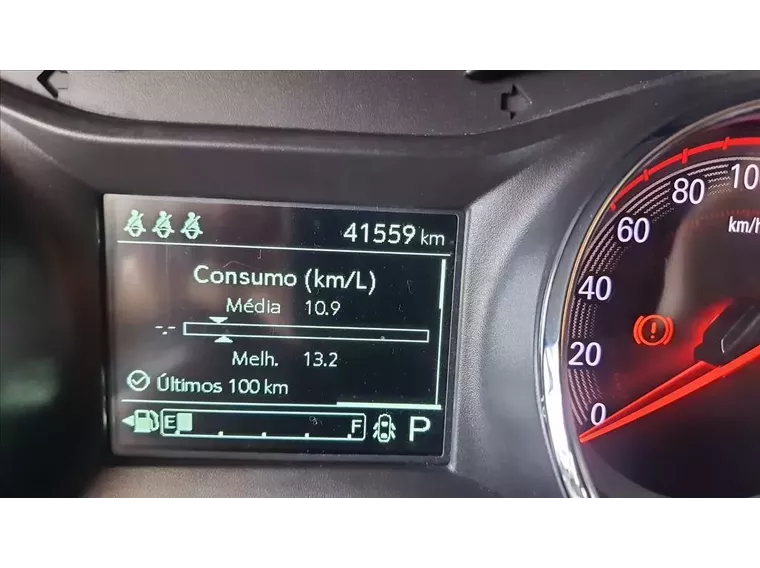 41559 km
Consumo (km/L)
Média 10.9
-.-
Melh. 13.2
Últimos 100 km
E F P
100
80
60
40
20
0
km/h